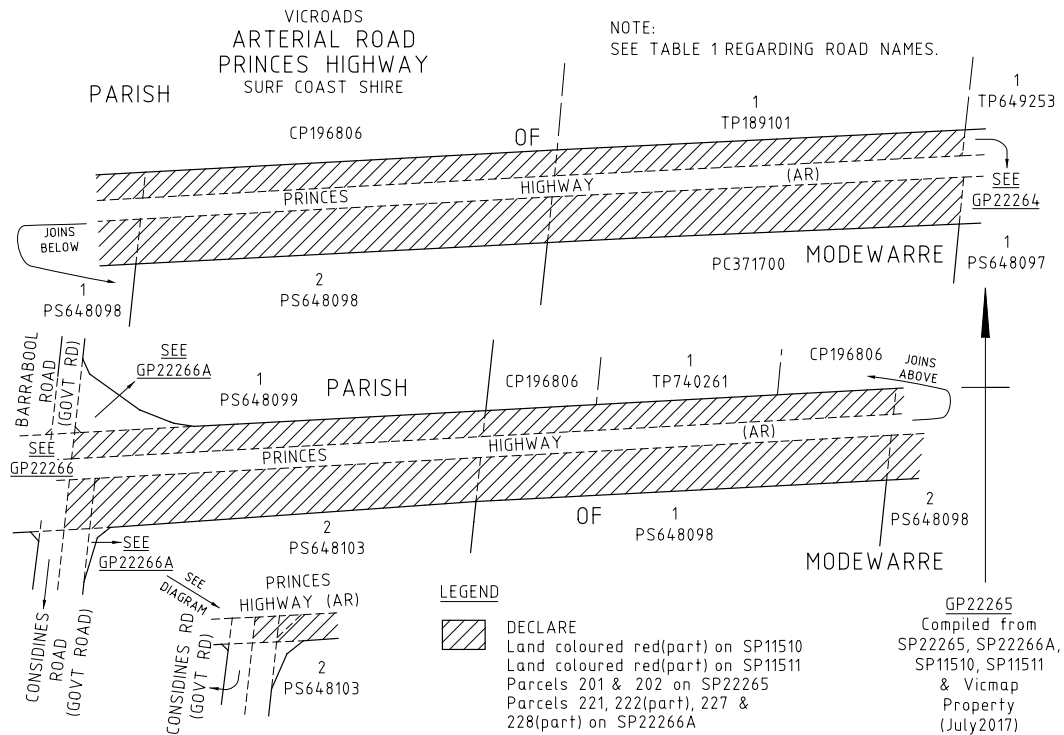 VICROADS
ARTERIAL ROAD
PRINCES HIGHWAY
SURF COAST SHIRE
NOTE:
SEE TABLE 1 REGARDING ROAD NAMES.
PARISH
CP196806
OF
1
TP189101
1
TP649253
PRINCES
HIGHWAY
(AR)
SEE
GP22264
JOINS
BELOW
1
PS648098
2
PS648098
PC371700
MODEWARRE
1
PS648097
BARRABOOL
ROAD
(GOVT RD)
SEE
GP22266A
1
PS648099
PARISH
CP196806
1
TP740261
CP196806
JOINS
ABOVE
SEE
GP22266
PRINCES
HIGHWAY
(AR)
SEE
GP22266A
2
PS648103
OF
1
PS648098
2
PS648098
MODEWARRE
CONSIDINES
ROAD
(GOVT ROAD)
SEE
DIAGRAM
PRINCES
HIGHWAY (AR)
CONSIDINES RD
(GOVT RD)
2
PS648103
LEGEND
DECLARE
Land coloured red(part) on SP11510
Land coloured red(part) on SP11511
Parcels 201 & 202 on SP22265
Parcels 221, 222(part), 227 &
228(part) on SP22266A
GP22265
Compiled from
SP22265, SP22266A,
SP11510, SP11511
& Vicmap
Property
(July2017)